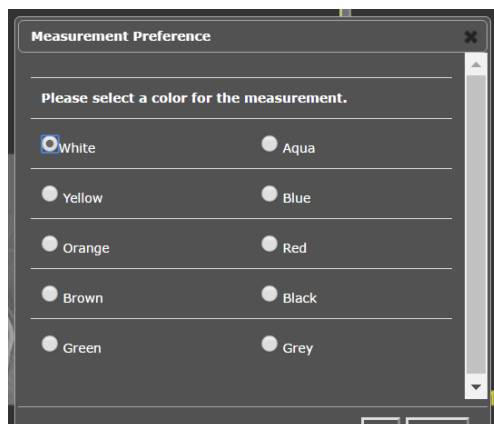 Measurement Preference
Please select a color for the measurement.
White Aqua
Yellow Blue
Orange Red
Brown Black
Green Grey